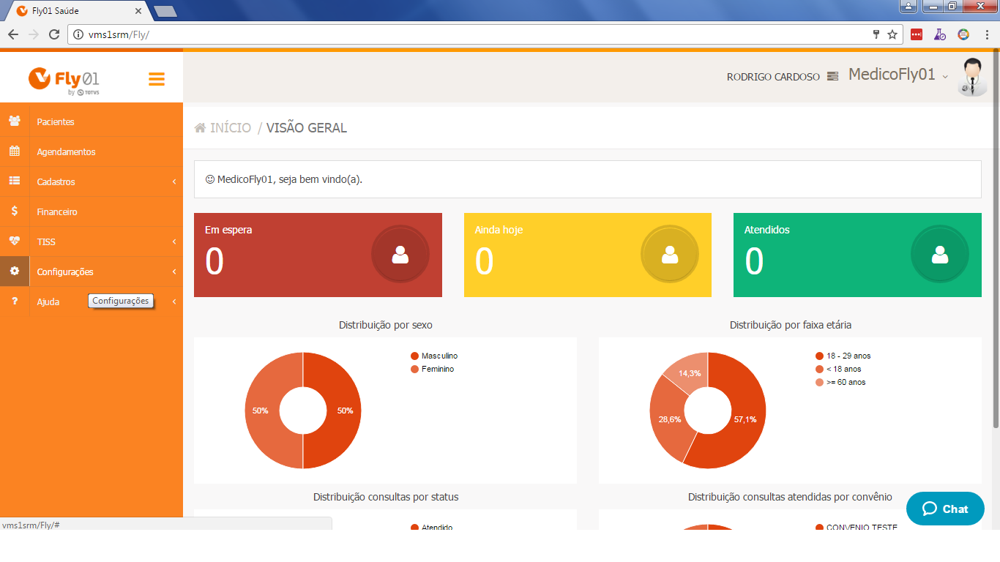 Fly01 Saúde
vms1srm/Fly/
Fly01
by TOTVS
RODRIGO CARDOSO MedicoFly01
Pacientes
Agendamentos
Cadastros
Financeiro
TISS
Configurações
Ajuda
Configurações
INÍCIO / VISÃO GERAL
MedicoFly01, seja bem vindo(a).
Em espera
0
Ainda hoje
0
Atendidos
0
Distribuição por sexo
Masculino
Feminino
50%
50%
Distribuição por faixa etária
18 - 29 anos
< 18 anos
>= 60 anos
14,3%
28,6%
57,1%
Distribuição consultas por status
Atendido
Distribuição consultas atendidas por convênio
CONVENIO TESTE
Chat
vms1srm/Fly/#